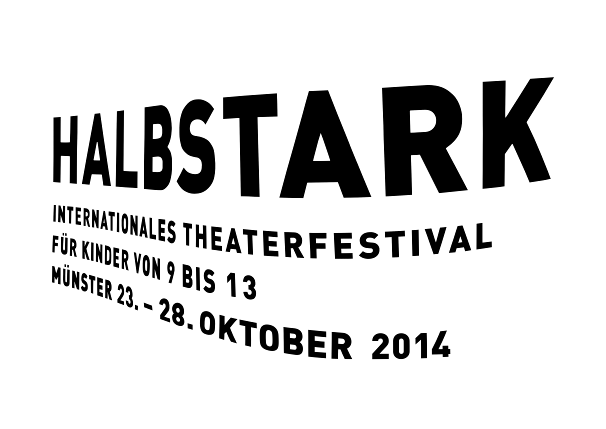 HALBSTARK
INTERNATIONALES THEATERFESTIVAL
FÜR KINDER VON 9 BIS 13
MÜNSTER 23. – 28. OKTOBER 2014